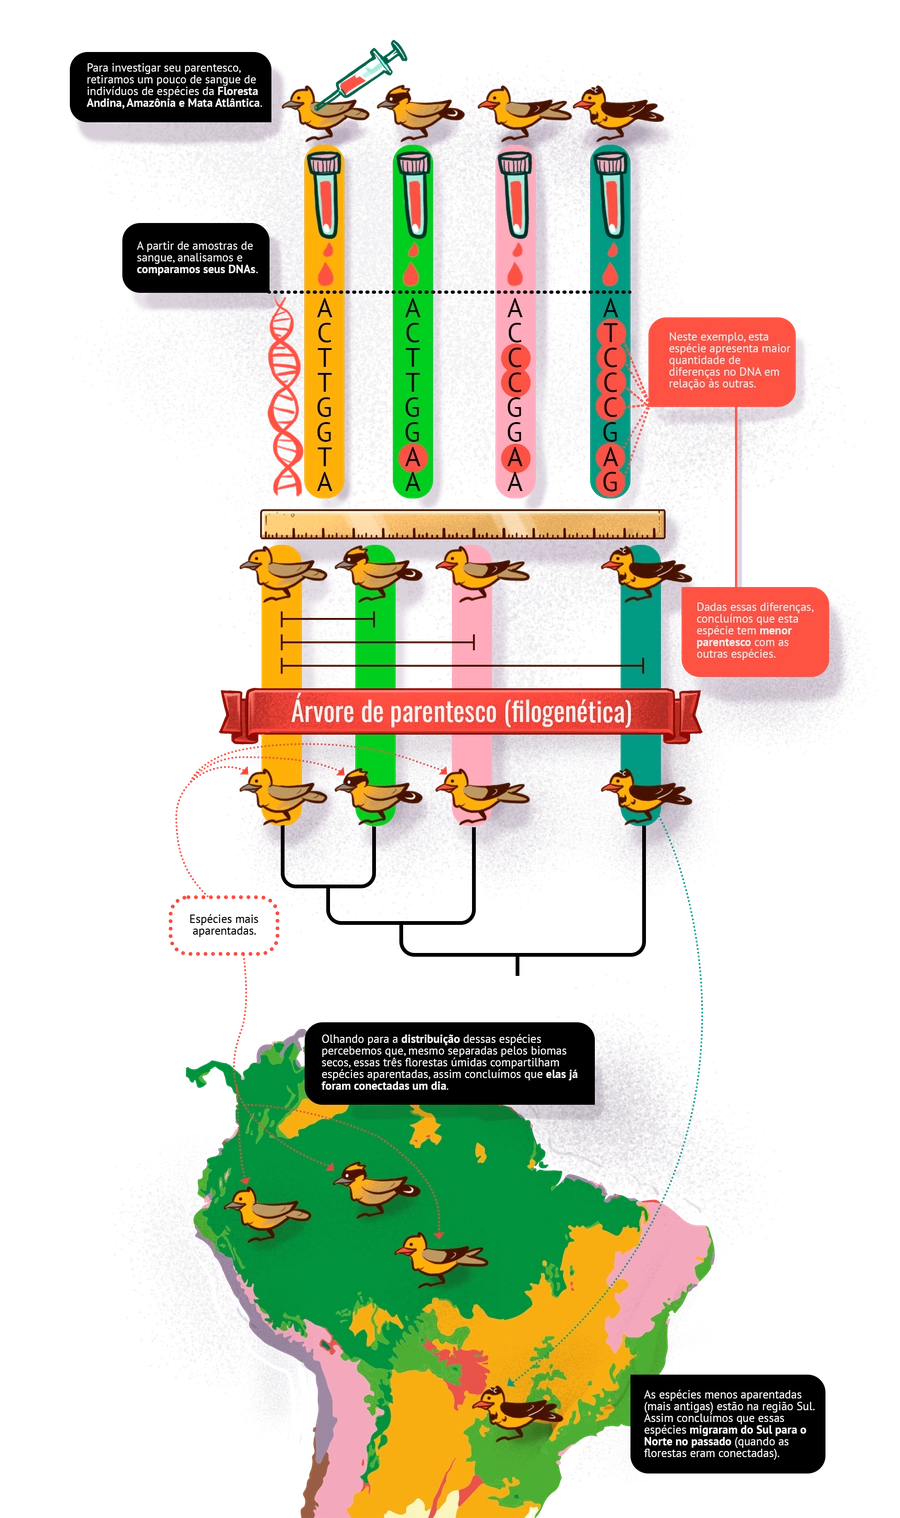 Para investigar seu parentesco,
retiramos um pouco de sangue de
indivíduos de espécies da Floresta
Andina, Amazônia e Mata Atlântica.
A partir de amostras de
sangue, analisamos e
comparamos seus DNAs.
A A A A
C C C T
T T C C
T T C C
G G G C
G G G G
T A A A
A A A G
Neste exemplo, esta
espécie apresenta maior
quantidade de
diferenças no DNA em
relação às outras.
Dadas essas diferenças,
concluímos que esta
espécie tem menor
parentesco com as
outras espécies.
Árvore de parentesco (filogenética)
Espécies mais
aparentadas.
Olhando para a distribuição dessas espécies
percebemos que, mesmo separadas pelos biomas
secos, essas três florestas úmidas compartilham
espécies aparentadas, assim concluímos que elas já
foram conectadas um dia.
As espécies menos aparentadas
(mais antigas) estão na região Sul.
Assim concluímos que essas
espécies migraram do Sul para o
Norte no passado (quando as
florestas eram conectadas).